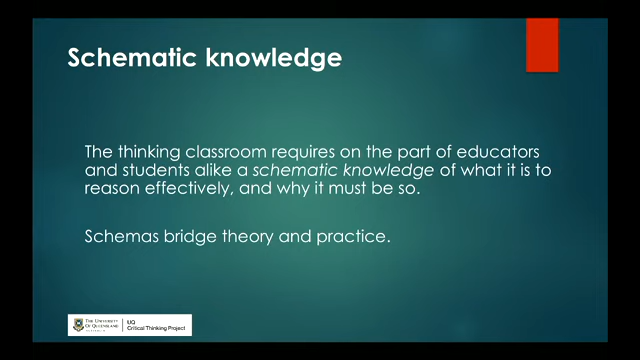 Schematic knowledge
The thinking classroom requires on the part of educators
and students alike a schematic knowledge of what it is to
reason effectively, and why it must be so.
Schemas bridge theory and practice.
THE UNIVERSITY
OF QUEENSLAND
AUSTRALIA
UQ
Critical Thinking Project